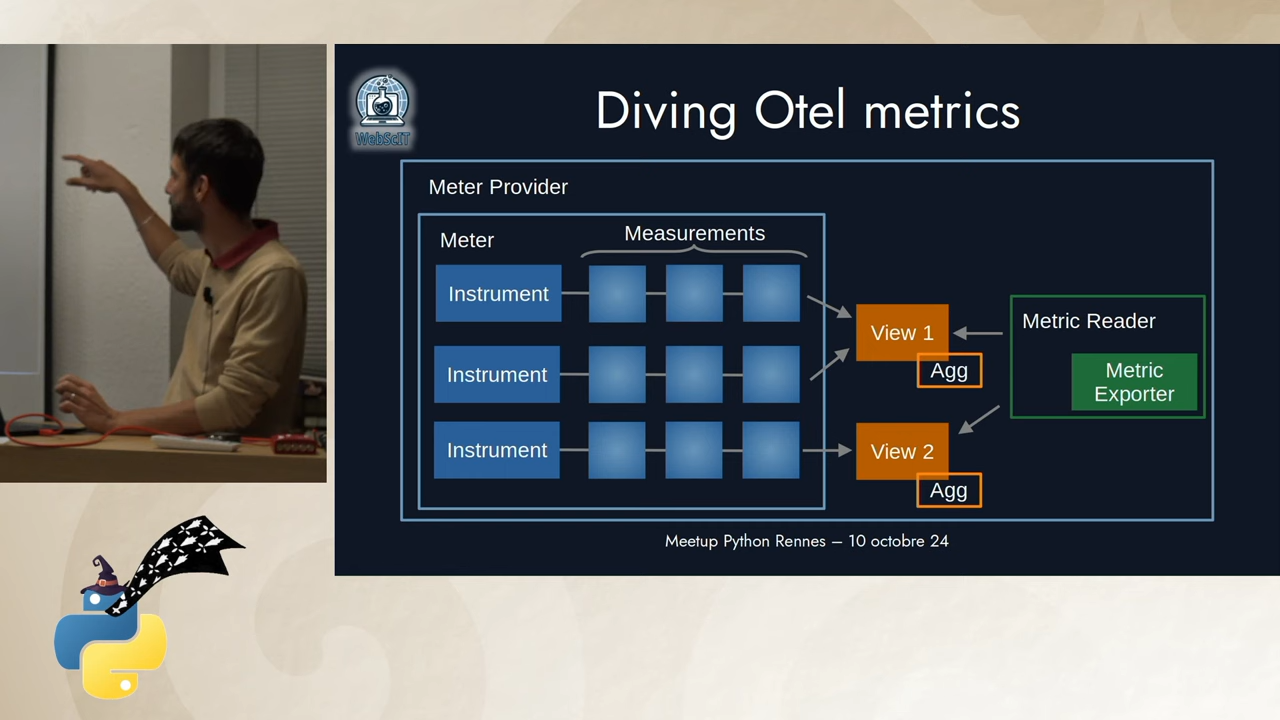 WebScIT
Diving Otel metrics
Meter Provider
Meter
Measurements
Instrument
Instrument
Instrument
View 1
Agg
View 2
Agg
Metric Reader
Metric
Exporter
Meetup Python Rennes – 10 octobre 24